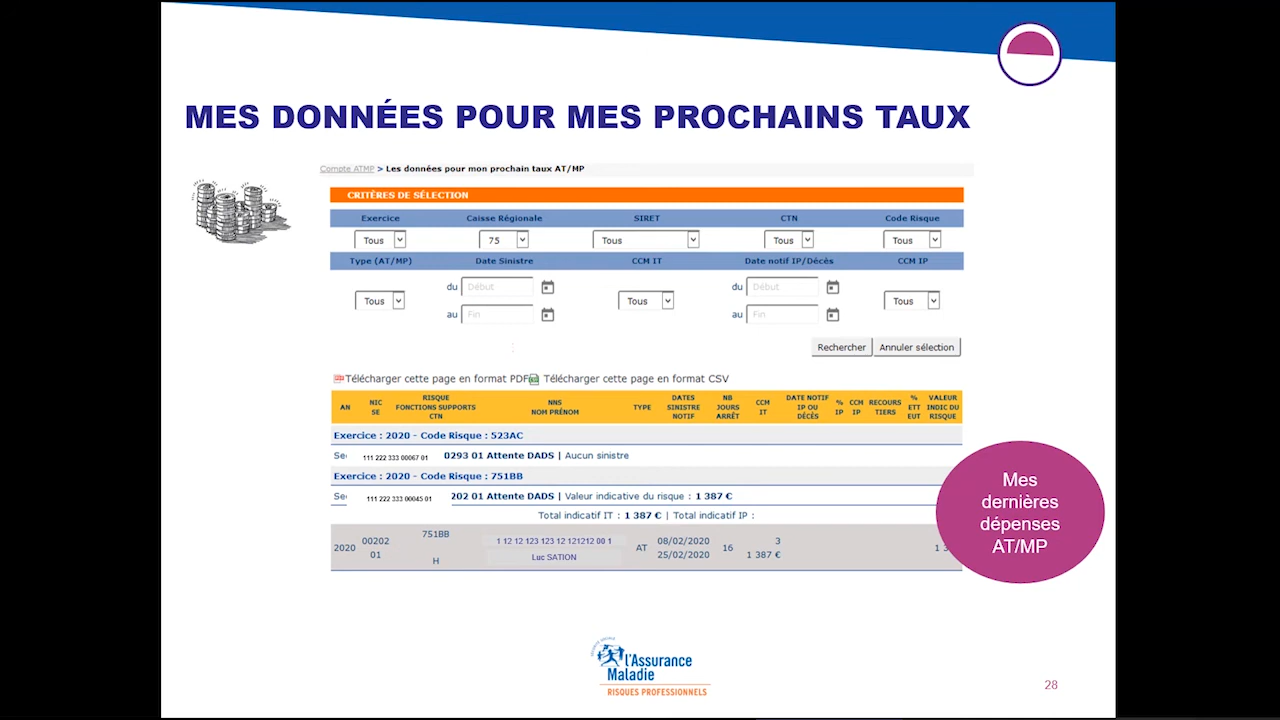 MES DONNÉES POUR MES PROCHAINS TAUX
Compte ATMP > Les données pour mon prochain taux AT/MP
CRITÈRES DE SÉLECTION
Exercice Caisse Régionale SIRET CTN Code Risque
Tous 75 Tous Tous Tous
Type (AT/MP) Date Sinistre CCM IT Date notif IP/Décès CCM IP
du Début du Début
Tous Tous Tous
au Fin au Fin
Rechercher Annuler sélection
Télécharger cette page en format PDF Télécharger cette page en format CSV
AN NIC SE RISQUE FONCTIONS SUPPORTS CTN NNS NOM PRÉNOM TYPE DATES SINISTRE NOTIF NB JOURS ARRÊT CCM IT DATE NOTIF IP OU DÉCÈS % IP CCM IP RECOURS TIERS % ETT EUT VALEUR INDIC DU RISQUE
Exercice : 2020 - Code Risque : 523AC
111 222 333 00067 01 0293 01 Attente DADS | Aucun sinistre
Exercice : 2020 - Code Risque : 751BB
111 222 333 00045 01 202 01 Attente DADS | Valeur indicative du risque : 1 387 €
Total indicatif IT : 1 387 € | Total indicatif IP :
2020 00202 01 751BB H 1 12 12 123 123 12 121212 00 1 Luc SATION AT 08/02/2020 25/02/2020 16 3 1 387 €
Mes
dernières
dépenses
AT/MP
l'Assurance
Maladie
RISQUES PROFESSIONNELS
28